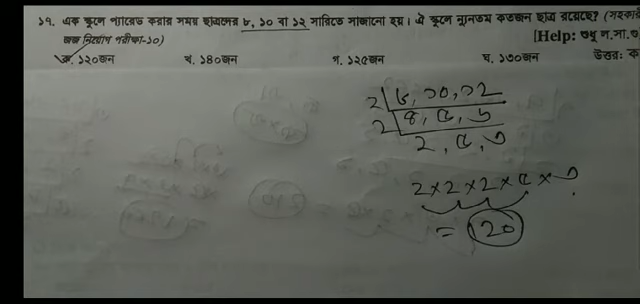 ১৭. এক স্কুলে প্যারেড করার সময় ছাত্রদের ৮, ১০ বা ১২ সারিতে সাজানো হয়। ঐ স্কুলে ন্যূনতম কতজন ছাত্র রয়েছে? (সহকারী
জজ নিয়োগ পরীক্ষা-১০) [Help: শুধু ল.সা.গু
ক. ১২০জন খ. ১৪০জন গ. ১২৫জন ঘ. ১৩০জন উত্তর: ক
2 ৮, ১০, ১2
2 ৪, ৫, ৬
2, ৫, ৩
2 × 2 × 2 × ৫ × ৩
= ১20